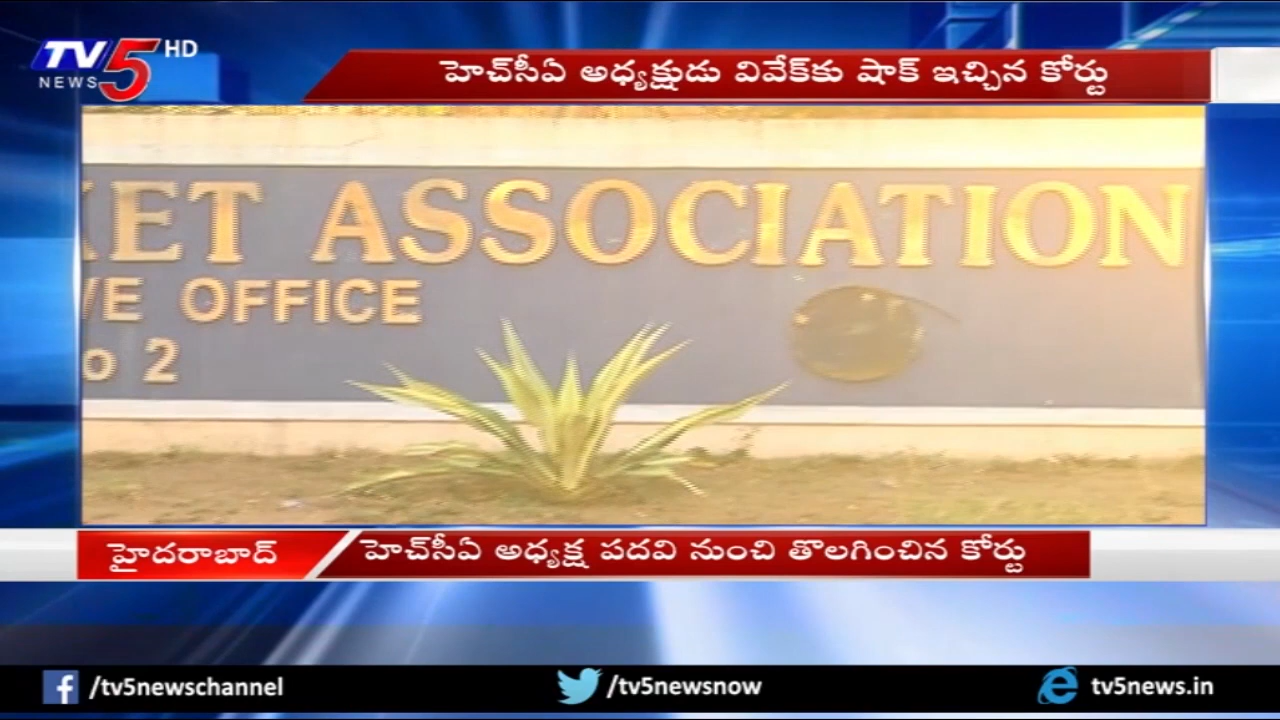 TV5 HD
NEWS
హెచ్‌సీఏ అధ్యక్షుడు వివేక్‌కు షాక్ ఇచ్చిన కోర్టు
KET ASSOCIATION
VE OFFICE
o 2
హైదరాబాద్
హెచ్‌సీఏ అధ్యక్ష పదవి నుంచి తొలగించిన కోర్టు
/tv5newschannel
/tv5newsnow
tv5news.in